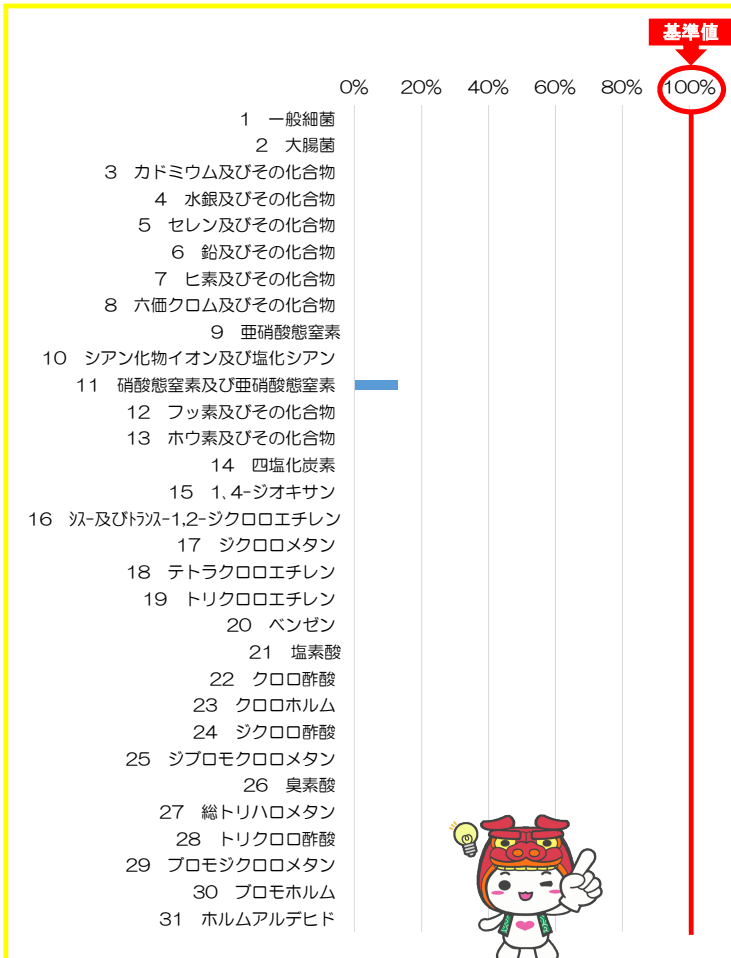 基準値
0% 20% 40% 60% 80% 100%
1 一般細菌
2 大腸菌
3 カドミウム及びその化合物
4 水銀及びその化合物
5 セレン及びその化合物
6 鉛及びその化合物
7 ヒ素及びその化合物
8 六価クロム及びその化合物
9 亜硝酸態窒素
10 シアン化物イオン及び塩化シアン
11 硝酸態窒素及び亜硝酸態窒素
12 フッ素及びその化合物
13 ホウ素及びその化合物
14 四塩化炭素
15 1､4-ジオキサン
16 ｼｽ-及びﾄﾗﾝｽ-1,2-ジクロロエチレン
17 ジクロロメタン
18 テトラクロロエチレン
19 トリクロロエチレン
20 ベンゼン
21 塩素酸
22 クロロ酢酸
23 クロロホルム
24 ジクロロ酢酸
25 ジブロモクロロメタン
26 臭素酸
27 総トリハロメタン
28 トリクロロ酢酸
29 ブロモジクロロメタン
30 ブロモホルム
31 ホルムアルデヒド